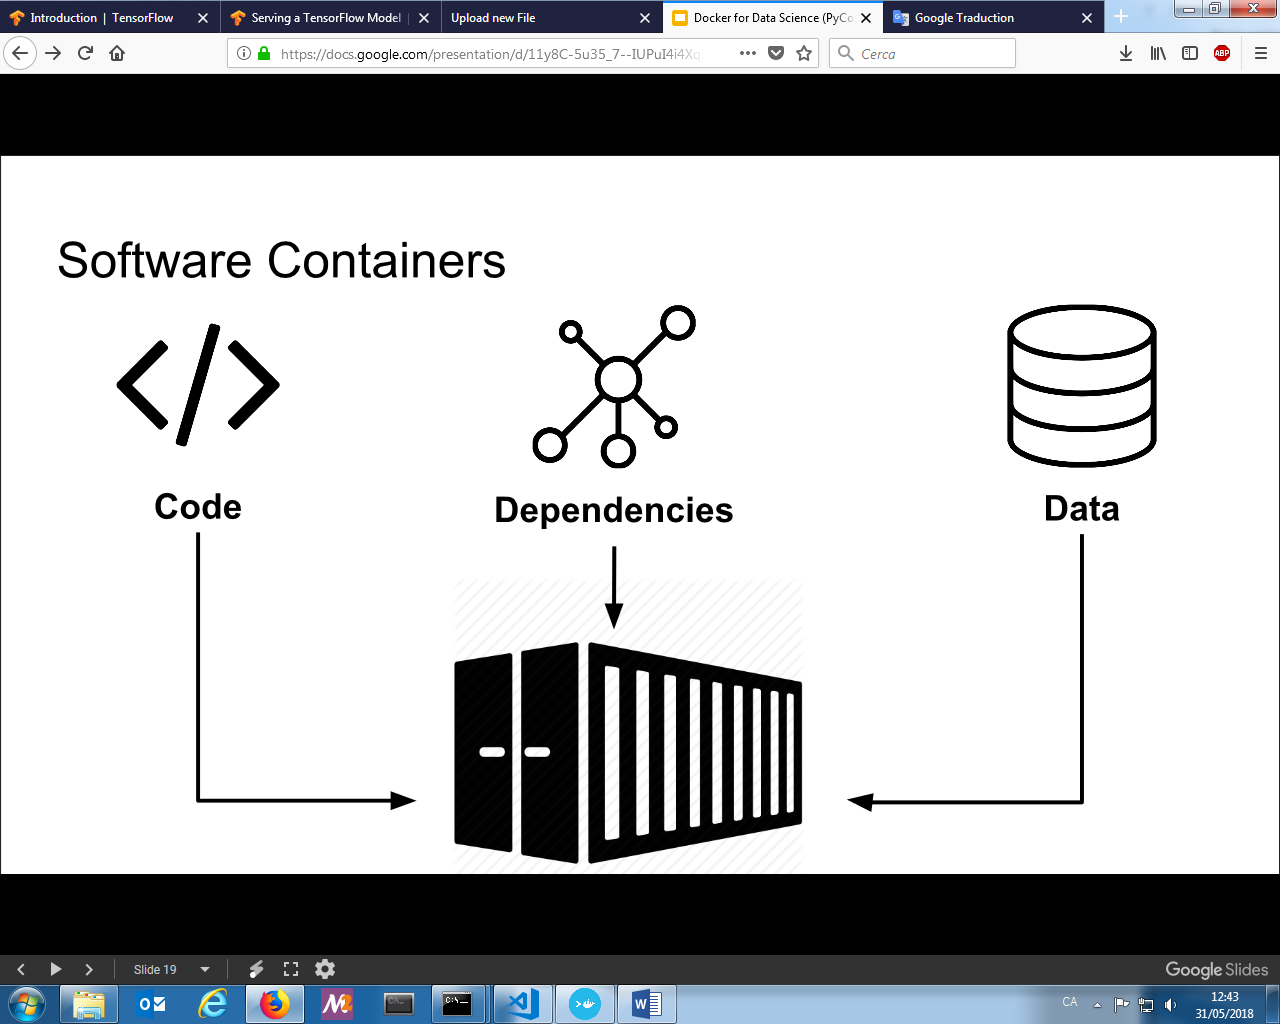 Introduction | TensorFlow
Serving a TensorFlow Model
Upload new File
Docker for Data Science (PyCo
Google Traduction
https://docs.google.com/presentation/d/11y8C-5u35_7--IUPuI4i4Xq
Cerca
ABP
Software Containers
Code
Dependencies
Data
Slide 19
Google Slides
CA
12:43
31/05/2018